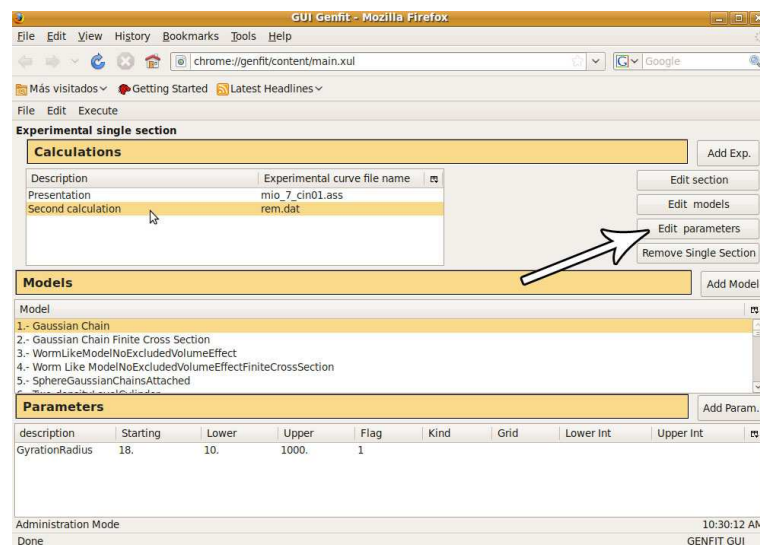 GUI Genfit - Mozilla Firefox
File Edit View History Bookmarks Tools Help
chrome://genfit/content/main.xul
Google
Más visitados Getting Started Latest Headlines
File Edit Execute
Experimental single section
Calculations
Add Exp.
Description Experimental curve file name
Presentation mio_7_cin01.ass
Second calculation rem.dat
Edit section
Edit models
Edit parameters
Remove Single Section
Models
Add Model
Model
1.- Gaussian Chain
2.- Gaussian Chain Finite Cross Section
3.- WormLikeModelNoExcludedVolumeEffect
4.- Worm Like ModelNoExcludedVolumeEffectFiniteCrossSection
5.- SphereGaussianChainsAttached
Parameters
Add Param.
description Starting Lower Upper Flag Kind Grid Lower Int Upper Int
GyrationRadius 18. 10. 1000. 1
Administration Mode 10:30:12 AM
Done GENFIT GUI